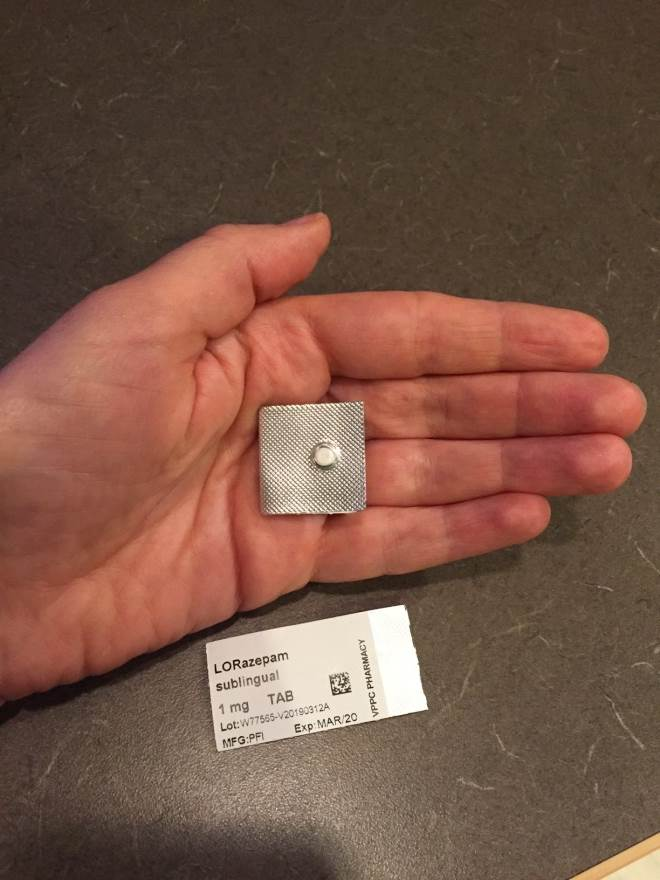 LORazepam
sublingual
1 mg TAB
Lot:W77565-V20190312A
MFG:PFI Exp:MAR/20
VPPC PHARMACY